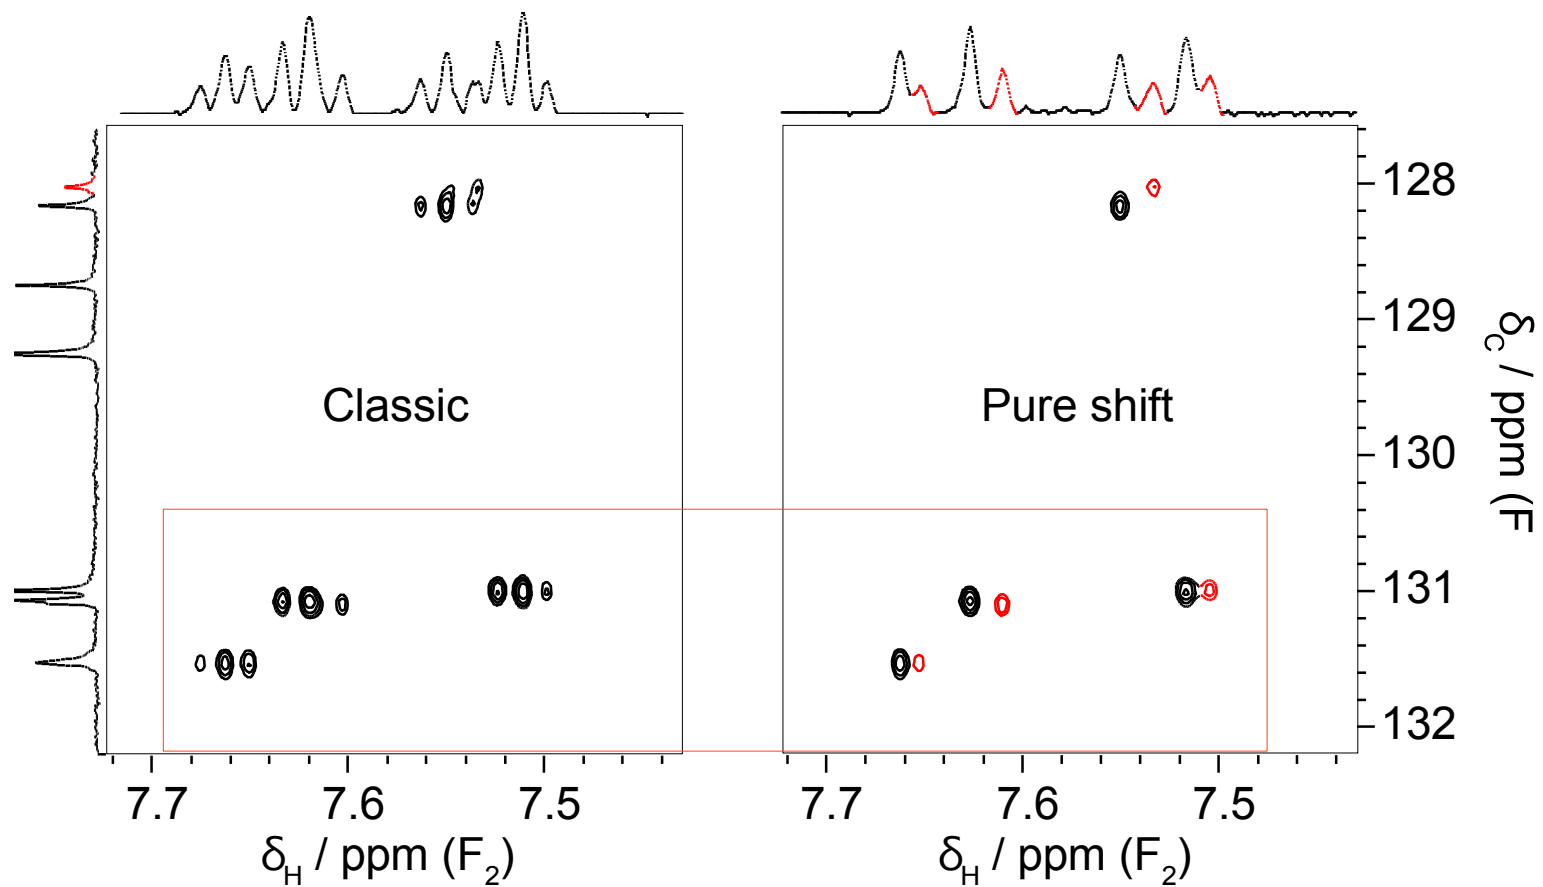 Classic
Pure shift
128
129
130
131
132
δC / ppm (F
7.7 7.6 7.5
7.7 7.6 7.5
δH / ppm (F2)
δH / ppm (F2)